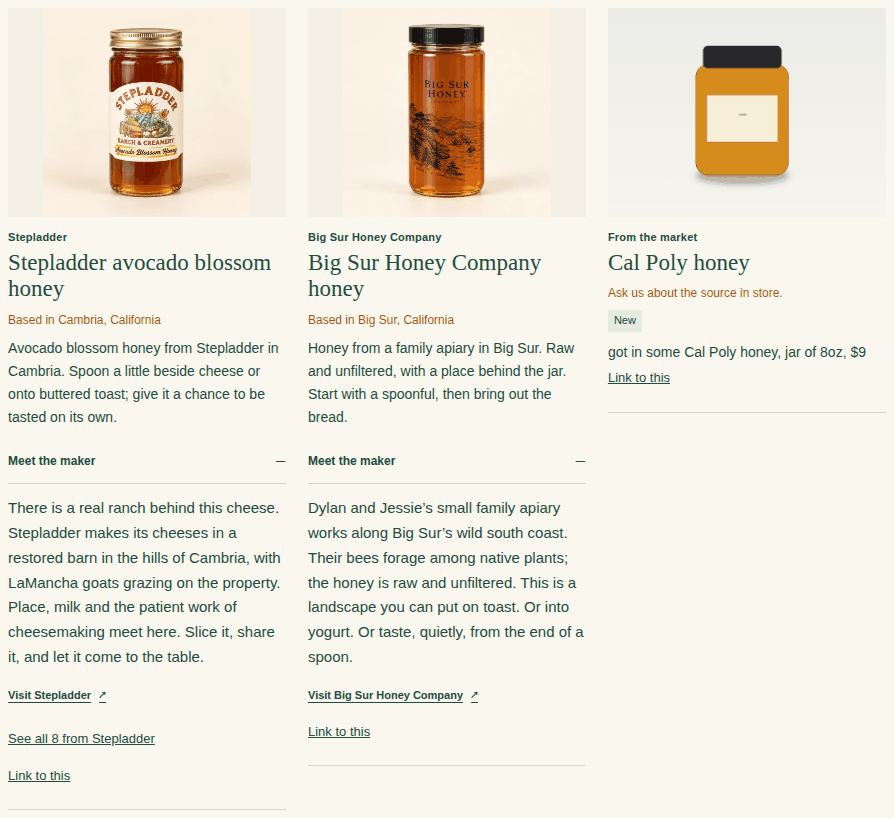 STEPLADDER
RANCH & CREAMERY
Avocado Blossom Honey
Stepladder
Stepladder avocado blossom
honey
Based in Cambria, California
Avocado blossom honey from Stepladder in
Cambria. Spoon a little beside cheese or
onto buttered toast; give it a chance to be
tasted on its own.
Meet the maker —
There is a real ranch behind this cheese.
Stepladder makes its cheeses in a
restored barn in the hills of Cambria, with
LaMancha goats grazing on the property.
Place, milk and the patient work of
cheesemaking meet here. Slice it, share
it, and let it come to the table.
Visit Stepladder ↗
See all 8 from Stepladder
Link to this
BIG SUR
HONEY
COMPANY
Big Sur Honey Company
Big Sur Honey Company
honey
Based in Big Sur, California
Honey from a family apiary in Big Sur. Raw
and unfiltered, with a place behind the jar.
Start with a spoonful, then bring out the
bread.
Meet the maker —
Dylan and Jessie’s small family apiary
works along Big Sur’s wild south coast.
Their bees forage among native plants;
the honey is raw and unfiltered. This is a
landscape you can put on toast. Or into
yogurt. Or taste, quietly, from the end of a
spoon.
Visit Big Sur Honey Company ↗
Link to this
From the market
Cal Poly honey
Ask us about the source in store.
New
got in some Cal Poly honey, jar of 8oz, $9
Link to this